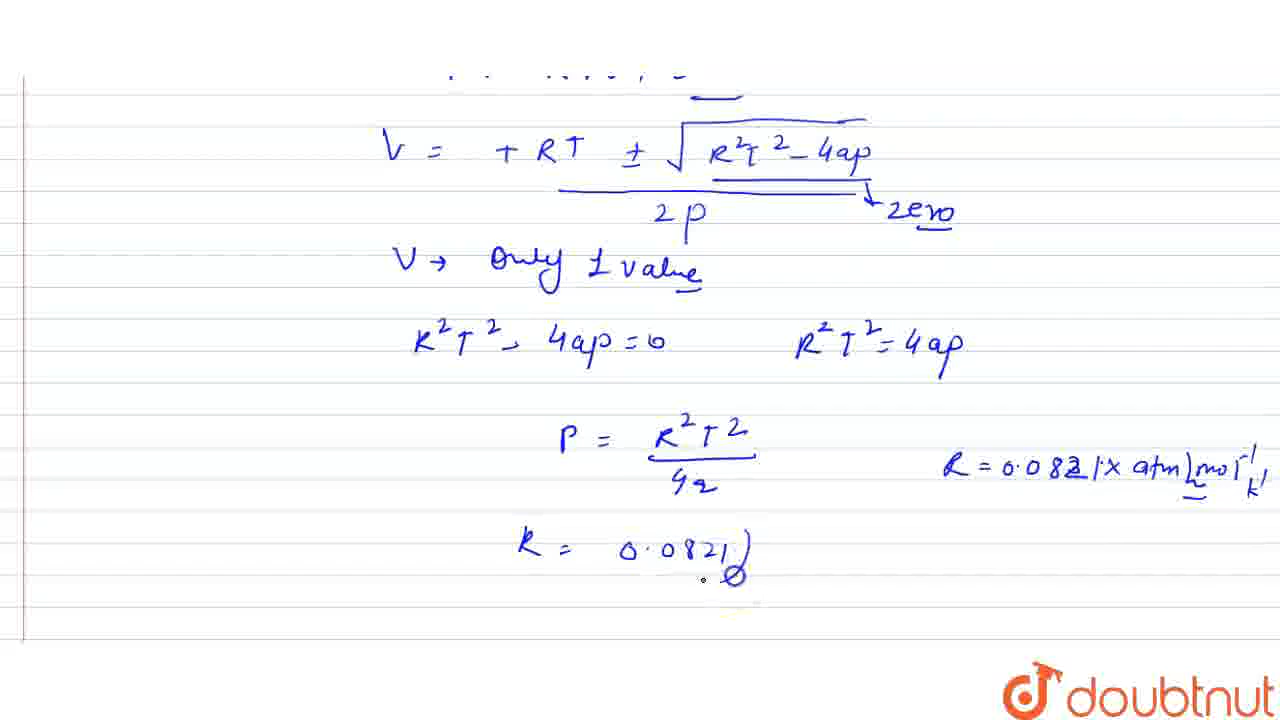 V = + RT ± √R²T² - 4ap
2p
→ zero
V → Only 1 value
R²T² - 4ap = 0 R²T² = 4ap
P = R²T²
4a
R = 0.0821 × atm L mol⁻¹ K⁻¹
R = 0.0821
doubtnut